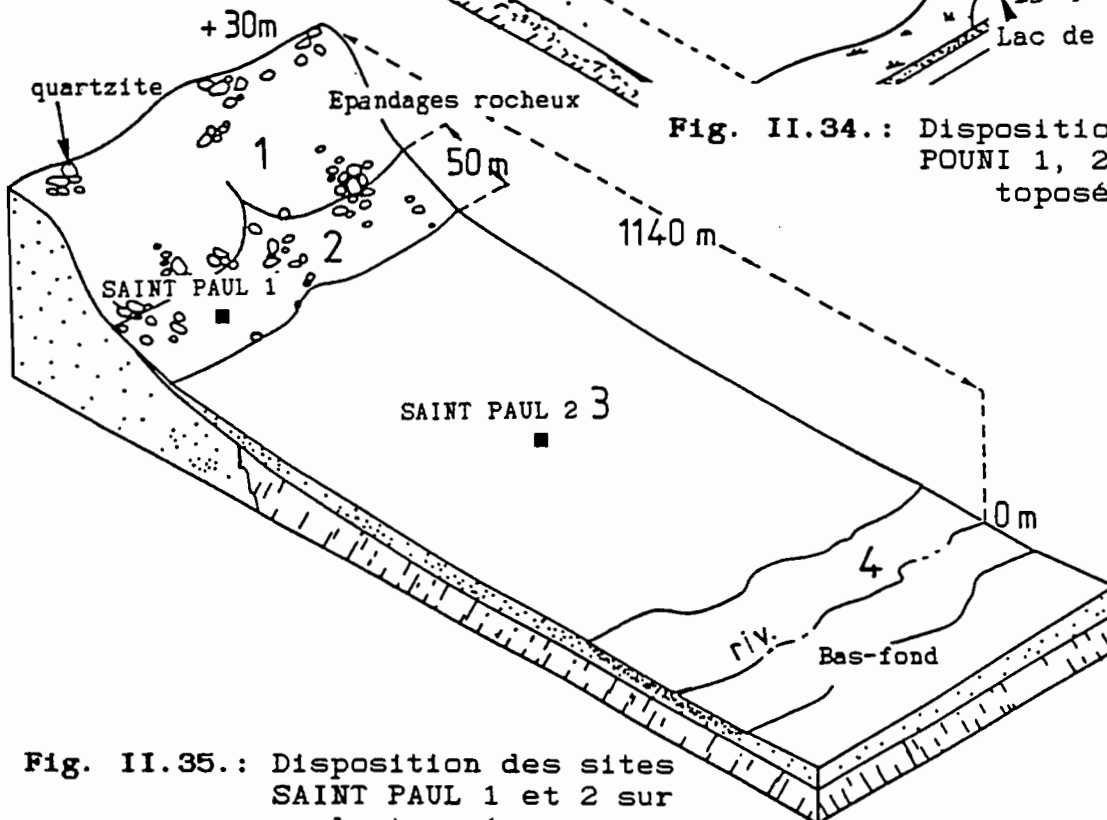 +30m
quartzite
Epandages rocheux
Lac de
Fig. II.34.: Dispositio
POUNI 1, 2
toposé
1
50 m
2
1140 m
SAINT PAUL 1
SAINT PAUL 2 3
0 m
4
riv.
Bas-fond
Fig. II.35.: Disposition des sites
SAINT PAUL 1 et 2 sur